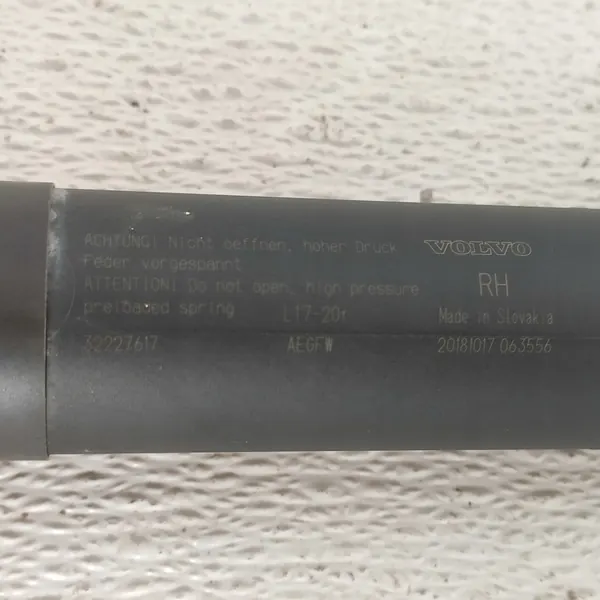 ACHTUNG! Nicht oeffnen, hoher Druck
Feder vorgespannt
ATTENTION! Do not open, high pressure
preloaded spring
L17-20r
32227617
AEGFW
VOLVO
RH
Made in Slovakia
20181017 063556